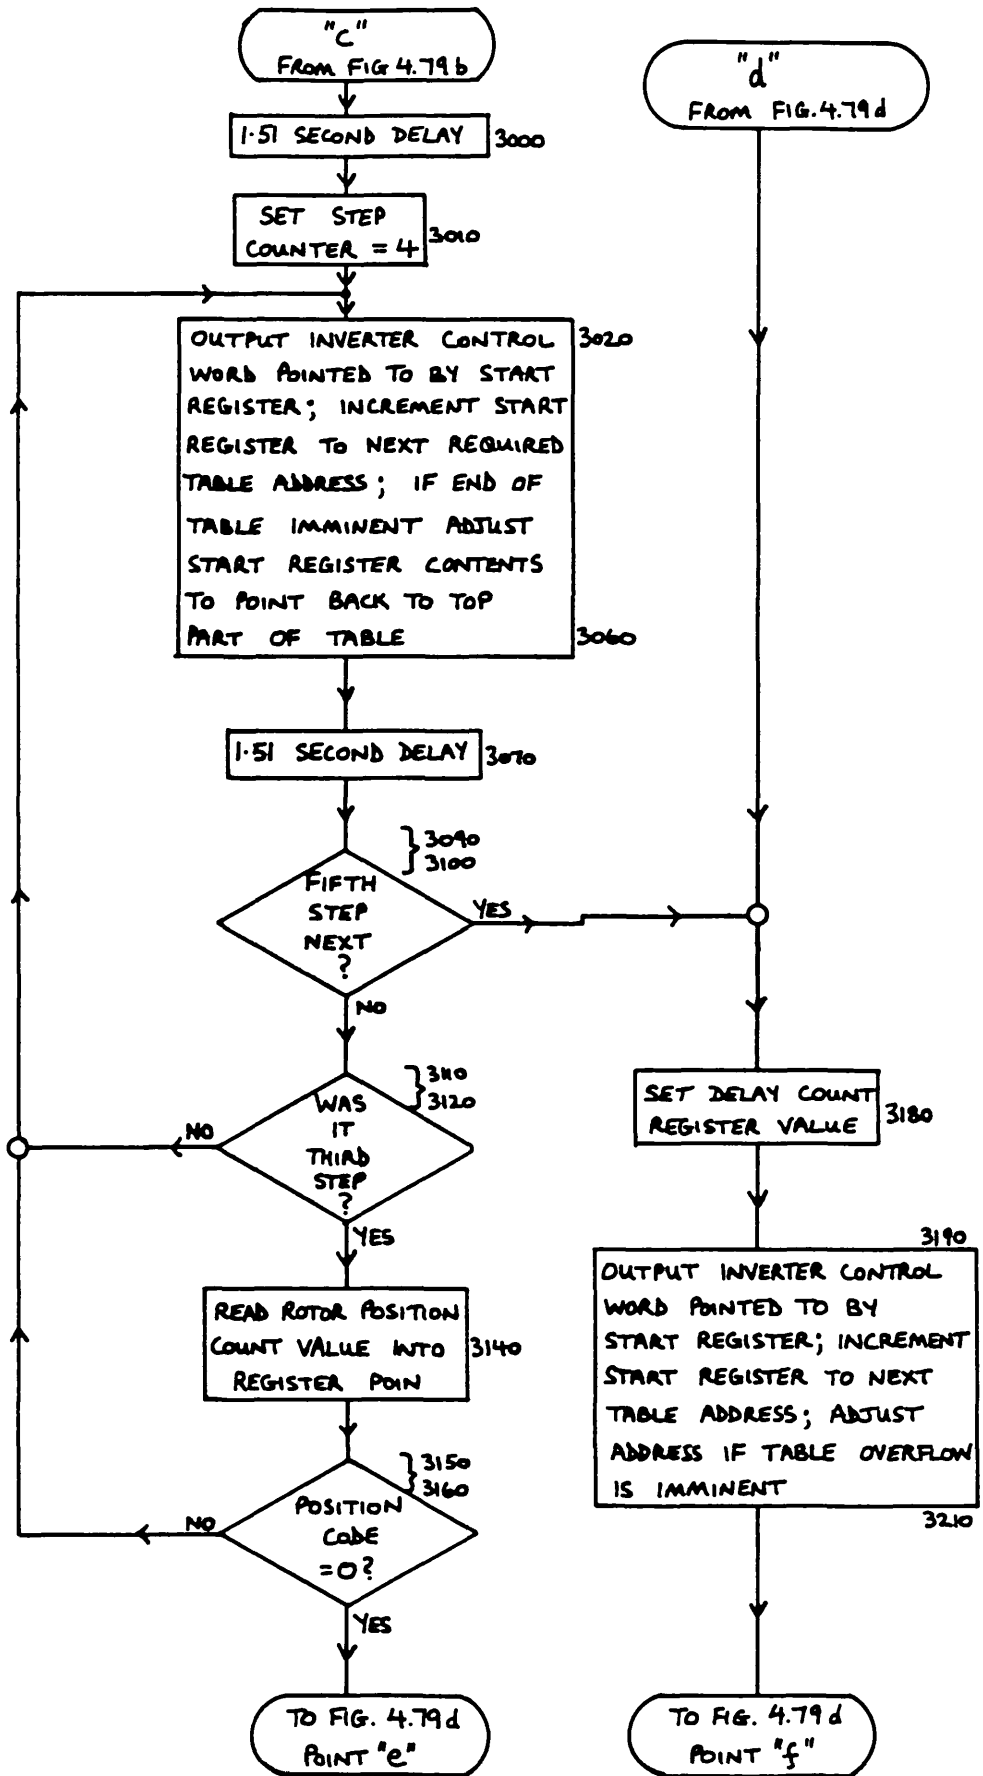 "C"
FROM FIG 4.79b
1.51 SECOND DELAY
3000
SET STEP
COUNTER = 4
3010
OUTPUT INVERTER CONTROL
3020
WORD POINTED TO BY START
REGISTER; INCREMENT START
REGISTER TO NEXT REQUIRED
TABLE ADDRESS; IF END OF
TABLE IMMINENT ADJUST
START REGISTER CONTENTS
TO POINT BACK TO TOP
PART OF TABLE
3060
1.51 SECOND DELAY
3070
3090
3100
FIFTH
STEP
NEXT
?
YES
NO
3110
3120
WAS
IT
THIRD
STEP
?
NO
YES
READ ROTOR POSITION
COUNT VALUE INTO
REGISTER POIN
3140
3150
3160
POSITION
CODE
=0?
NO
YES
TO FIG. 4.79d
POINT "e"
"d"
FROM FIG. 4.79d
SET DELAY COUNT
REGISTER VALUE
3180
3190
OUTPUT INVERTER CONTROL
WORD POINTED TO BY
START REGISTER; INCREMENT
START REGISTER TO NEXT
TABLE ADDRESS; ADJUST
ADDRESS IF TABLE OVERFLOW
IS IMMINENT
3210
TO FIG. 4.79d
POINT "f"